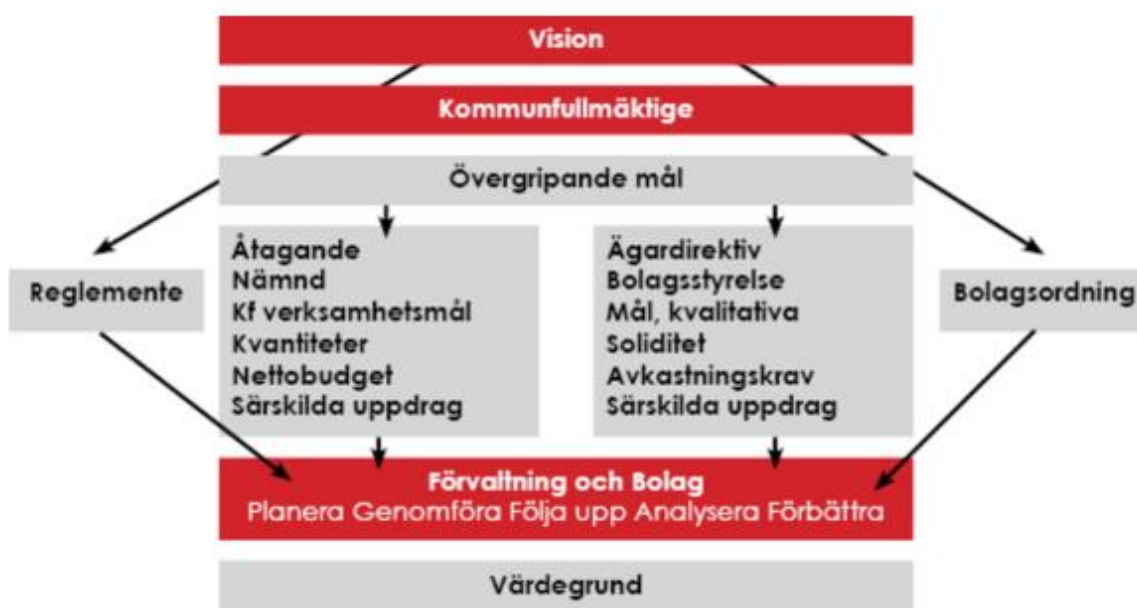 Vision
Kommunfullmäktige
Övergripande mål
Reglemente
Åtagande
Nämnd
Kf verksamhetsmål
Kvantiteter
Nettobudget
Särskilda uppdrag
Ägardirektiv
Bolagsstyrelse
Mål, kvalitativa
Soliditet
Avkastningskrav
Särskilda uppdrag
Bolagsordning
Förvaltning och Bolag
Planera Genomföra Följa upp Analysera Förbättra
Värdegrund